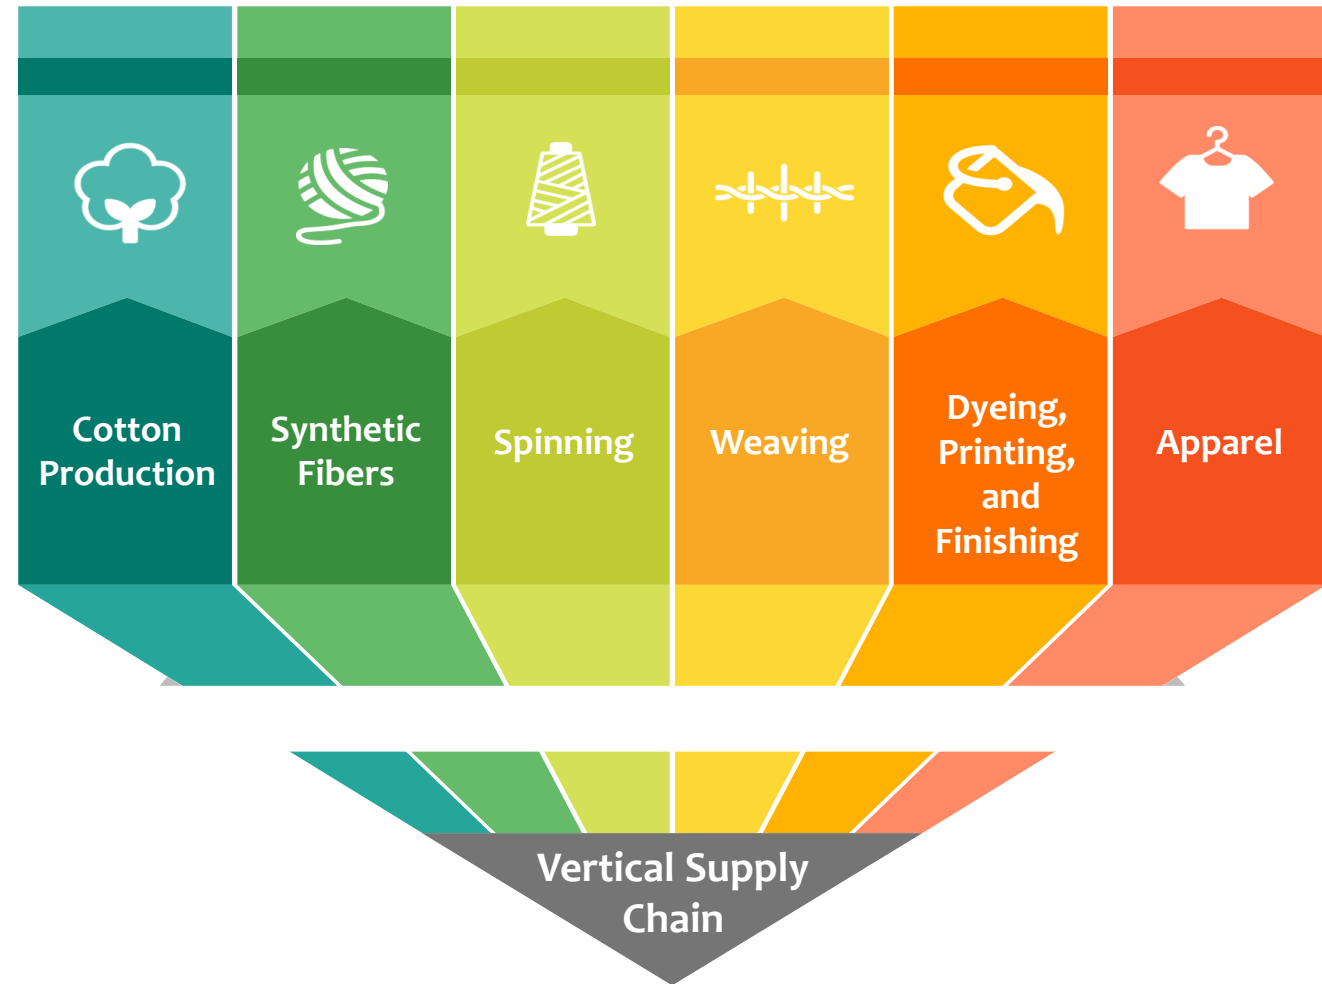 Cotton
Production
Synthetic
Fibers
Spinning
Weaving
Dyeing,
Printing,
and
Finishing
Apparel
Vertical Supply
Chain